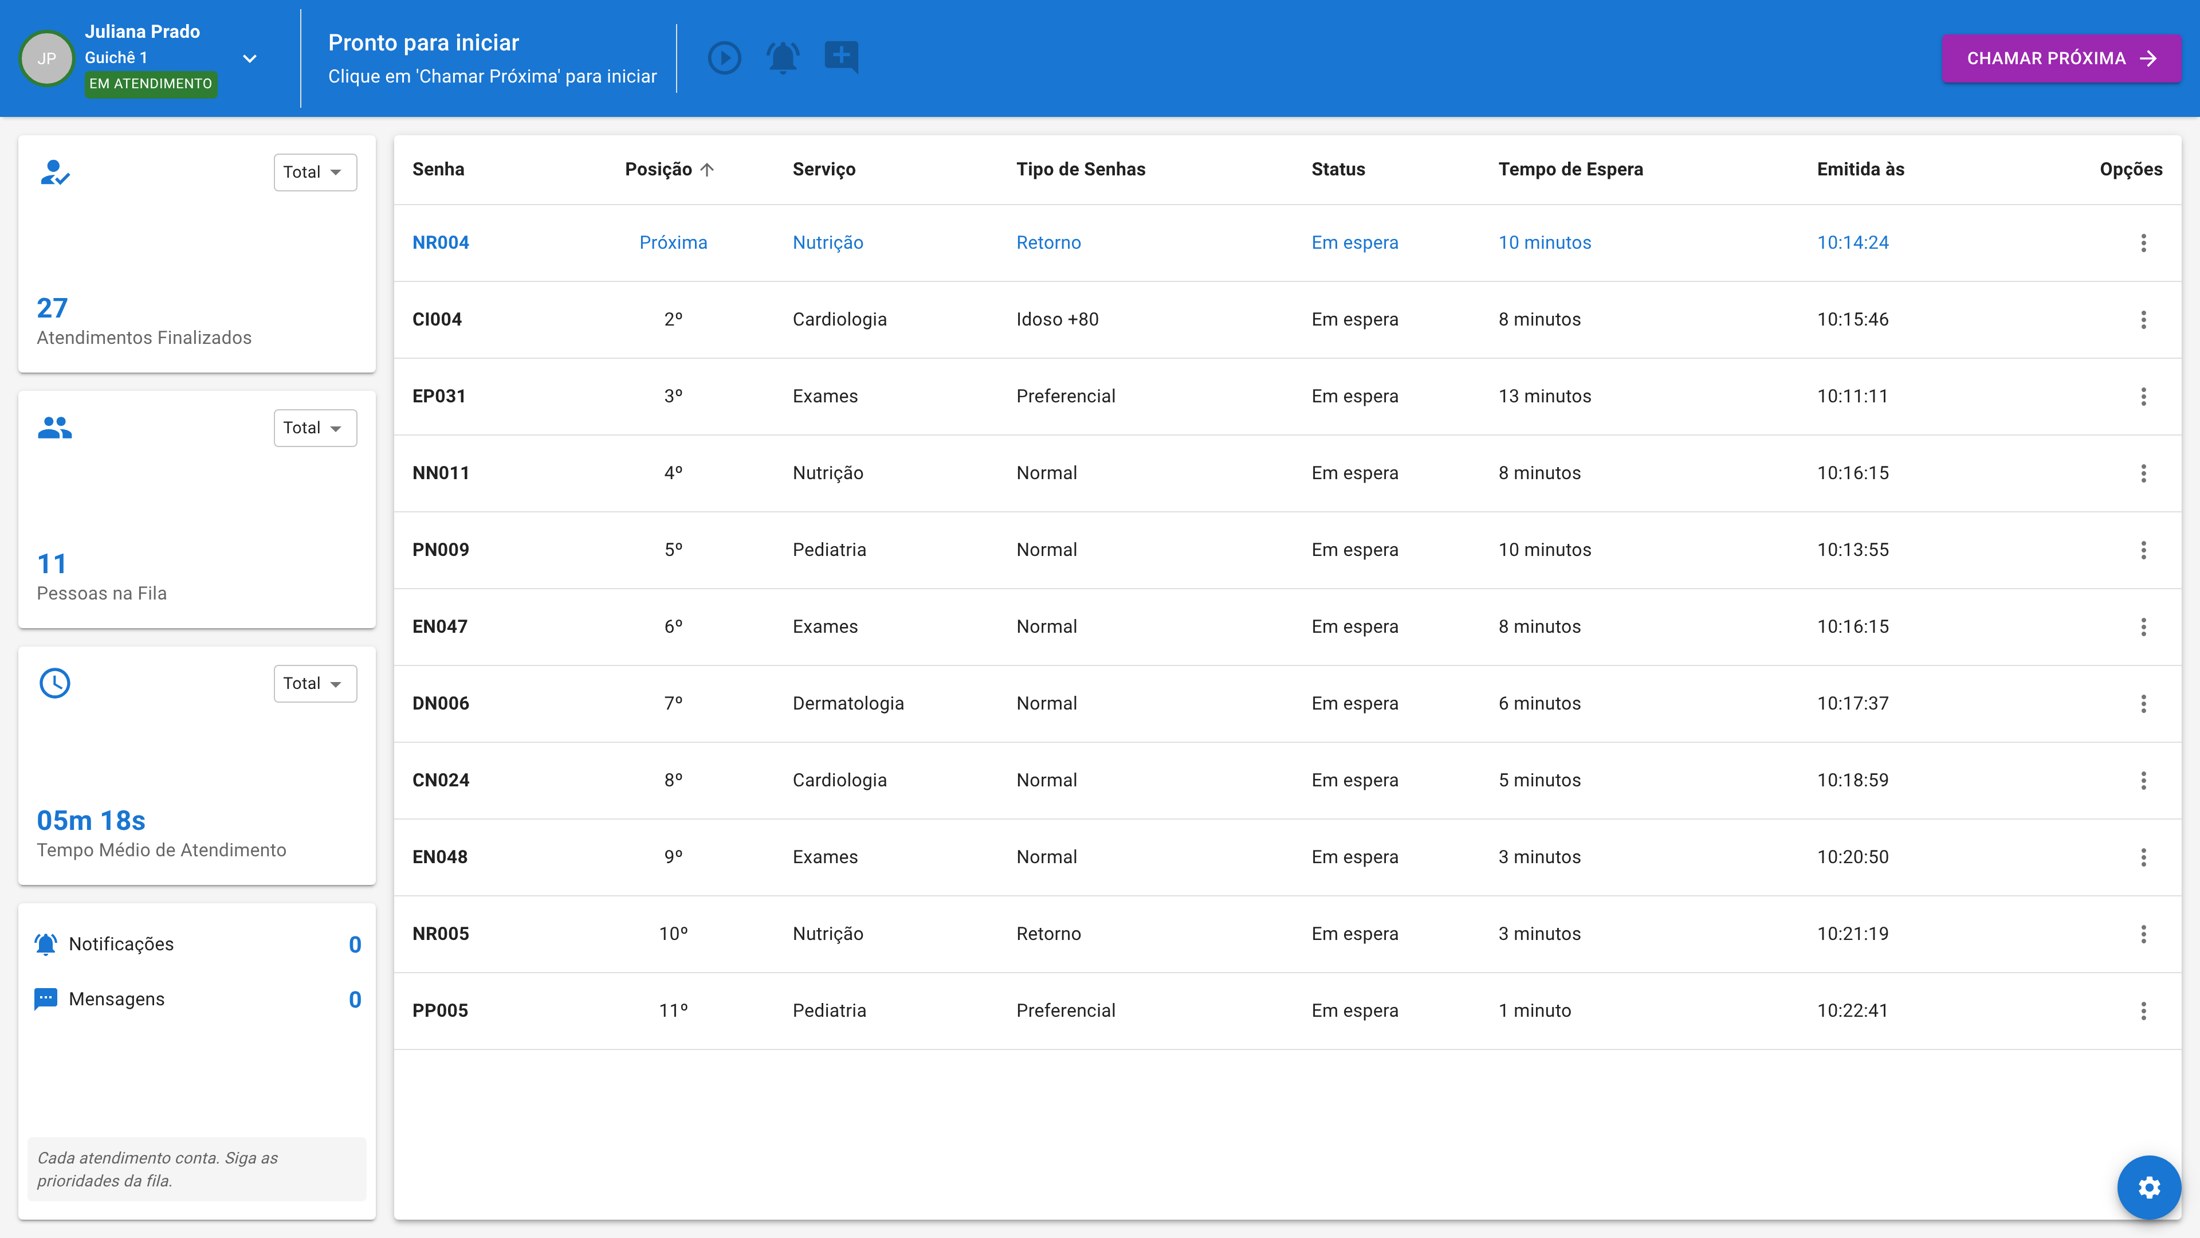 JP
Juliana Prado
Guichê 1
EM ATENDIMENTO
Pronto para iniciar
Clique em 'Chamar Próxima' para iniciar
CHAMAR PRÓXIMA
Total
27
Atendimentos Finalizados
Total
11
Pessoas na Fila
Total
05m 18s
Tempo Médio de Atendimento
Notificações 0
Mensagens 0
Cada atendimento conta. Siga as
prioridades da fila.
Senha Posição Serviço Tipo de Senhas Status Tempo de Espera Emitida às Opções
NR004 Próxima Nutrição Retorno Em espera 10 minutos 10:14:24
CI004 2º Cardiologia Idoso +80 Em espera 8 minutos 10:15:46
EP031 3º Exames Preferencial Em espera 13 minutos 10:11:11
NN011 4º Nutrição Normal Em espera 8 minutos 10:16:15
PN009 5º Pediatria Normal Em espera 10 minutos 10:13:55
EN047 6º Exames Normal Em espera 8 minutos 10:16:15
DN006 7º Dermatologia Normal Em espera 6 minutos 10:17:37
CN024 8º Cardiologia Normal Em espera 5 minutos 10:18:59
EN048 9º Exames Normal Em espera 3 minutos 10:20:50
NR005 10º Nutrição Retorno Em espera 3 minutos 10:21:19
PP005 11º Pediatria Preferencial Em espera 1 minuto 10:22:41